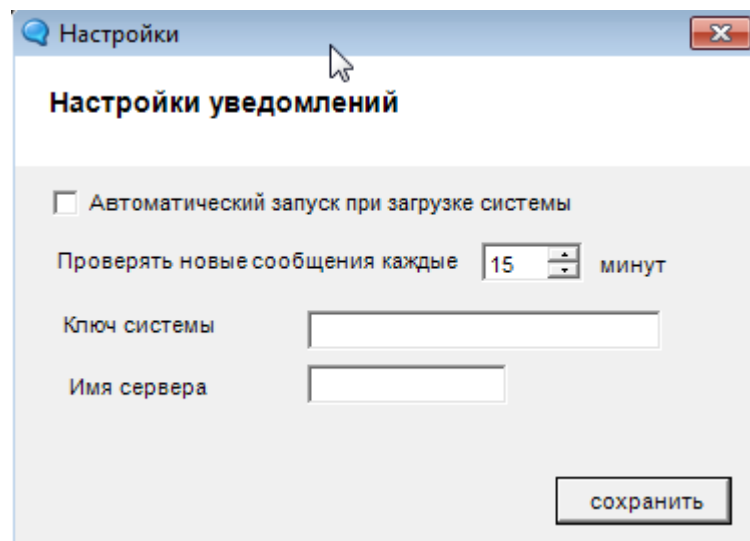 Настройки
Настройки уведомлений
Автоматический запуск при загрузке системы
Проверять новые сообщения каждые 15 минут
Ключ системы
Имя сервера
сохранить